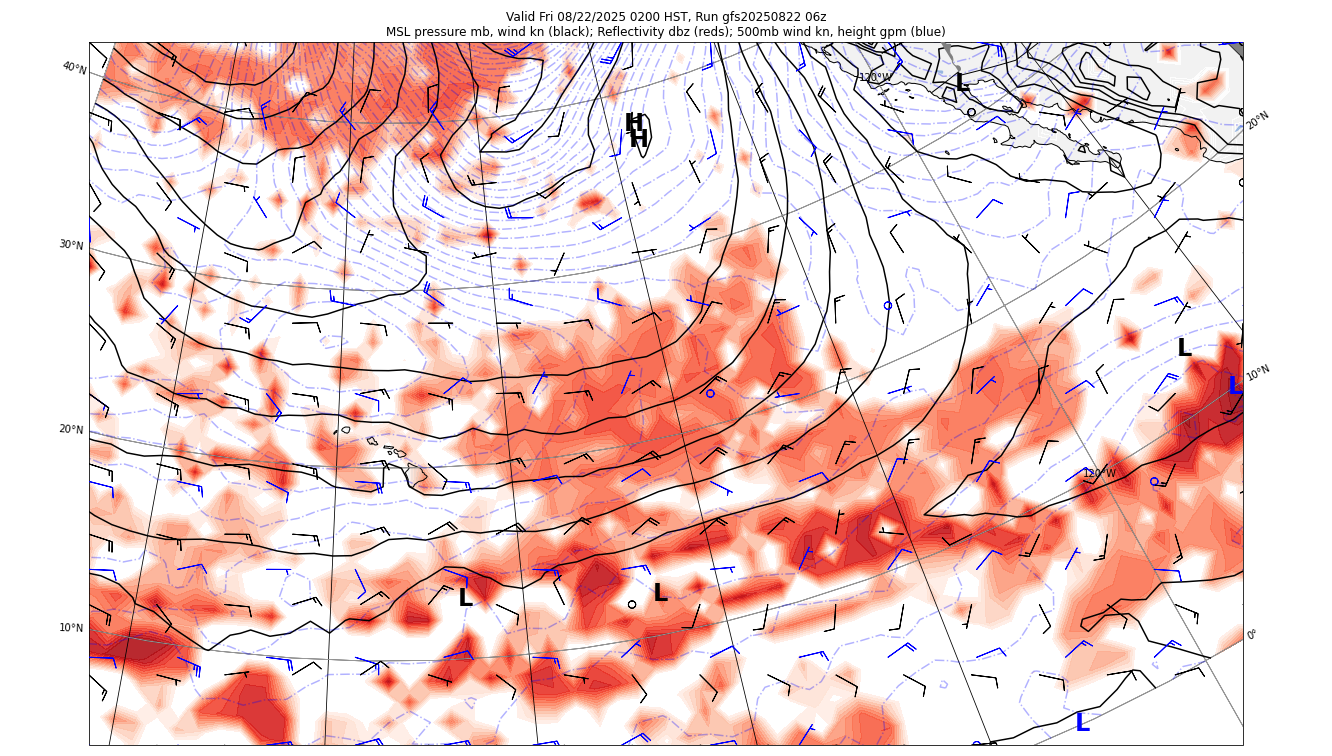 Valid Fri 08/22/2025 0200 HST, Run gfs20250822 06z
MSL pressure mb, wind kn (black); Reflectivity dbz (reds); 500mb wind kn, height gpm (blue)
40°N
120°W
L
20°N
H
H
30°N
L
10°N
L
20°N
120°W
L
L
10°N
0°
L